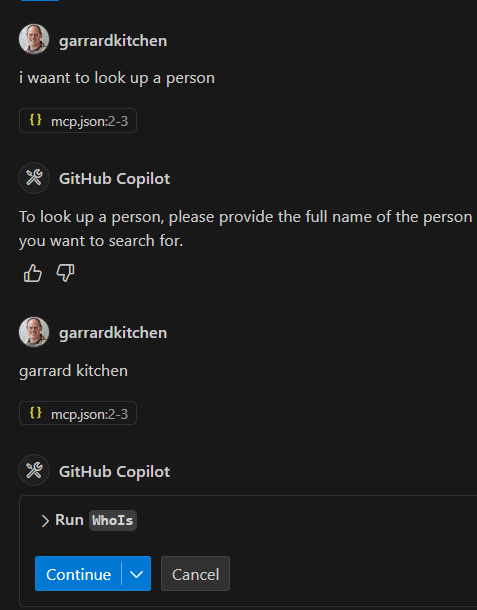 garrardkitchen
i waant to look up a person
{} mcp.json:2-3
GitHub Copilot
To look up a person, please provide the full name of the person
you want to search for.
garrardkitchen
garrard kitchen
{} mcp.json:2-3
GitHub Copilot
Run WhoIs
Continue Cancel